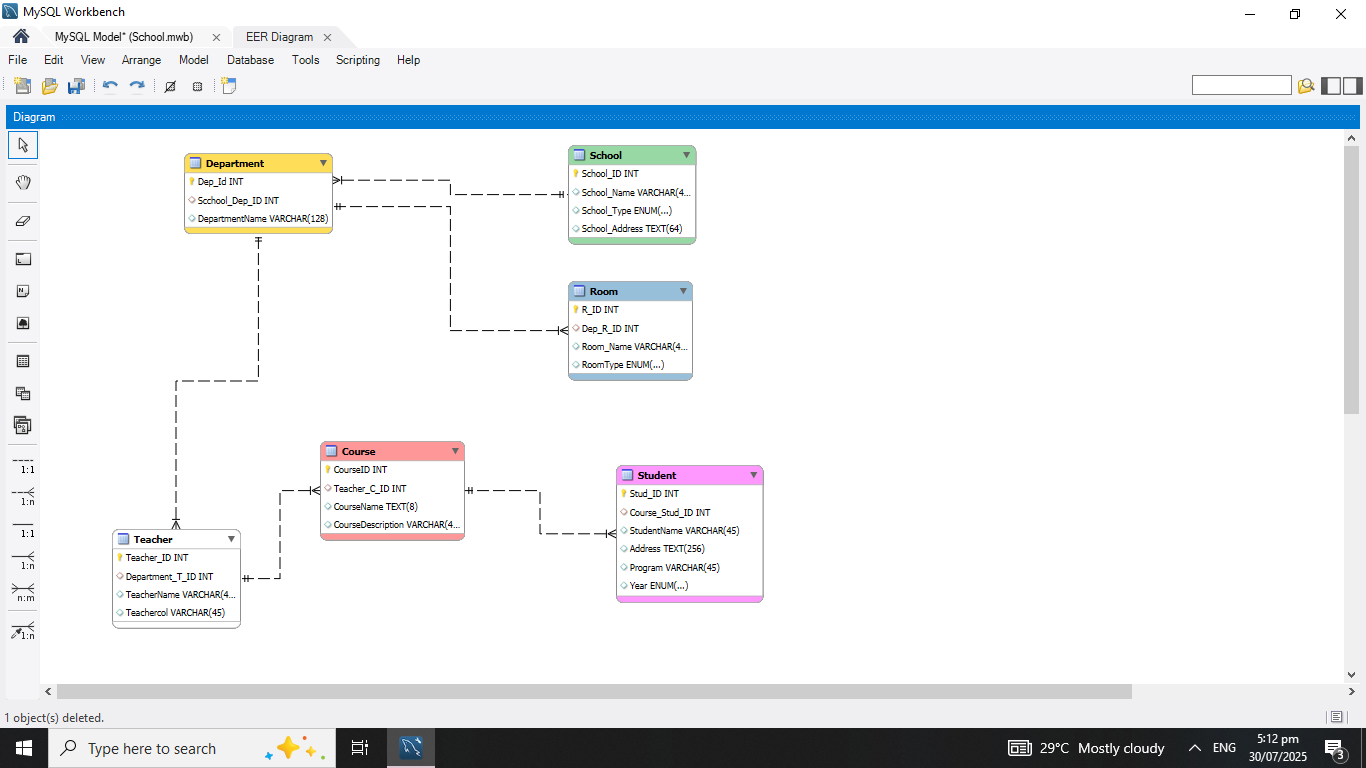 MySQL Workbench
MySQL Model* (School.mwb)
EER Diagram
File Edit View Arrange Model Database Tools Scripting Help
Diagram
Department
Dep_Id INT
Scchool_Dep_ID INT
DepartmentName VARCHAR(128)
School
School_ID INT
School_Name VARCHAR(4...
School_Type ENUM(...)
School_Address TEXT(64)
Room
R_ID INT
Dep_R_ID INT
Room_Name VARCHAR(4...
RoomType ENUM(...)
Course
CourseID INT
Teacher_C_ID INT
CourseName TEXT(8)
CourseDescription VARCHAR(4...
Student
Stud_ID INT
Course_Stud_ID INT
StudentName VARCHAR(45)
Address TEXT(256)
Program VARCHAR(45)
Year ENUM(...)
Teacher
Teacher_ID INT
Department_T_ID INT
TeacherName VARCHAR(4...
Teachercol VARCHAR(45)
1:1
1:n
1:1
1:n
n:m
1:n
1 object(s) deleted.
Type here to search
29°C Mostly cloudy
ENG
5:12 pm
30/07/2025
3